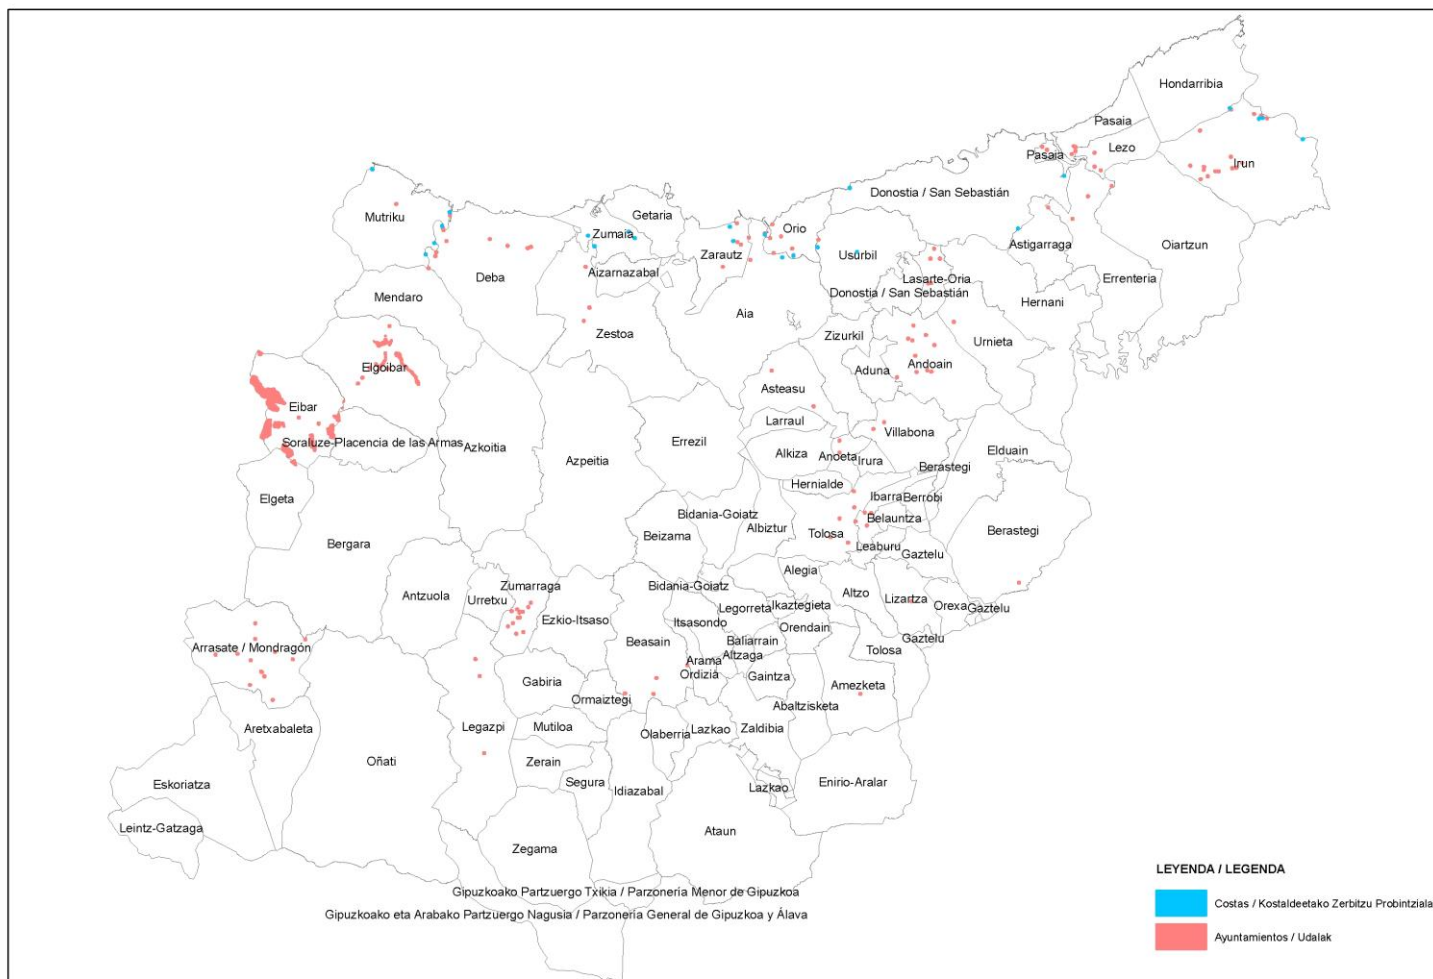 Hondarribia
Pasaia
Lezo
Pasaia
Irun
Donostia / San Sebastián
Getaria
Mutriku
Zumaia
Orio
Astigarraga
Oiartzun
Zarautz
Usurbil
Deba
Aizarnazabal
Lasarte-Oria
Errenteria
Donostia / San Sebastián
Mendaro
Hernani
Aia
Zestoa
Zizurkil
Urnieta
Elgoibar
Andoain
Aduna
Asteasu
Eibar
Larraul
Villabona
Soraluze-Placencia de las Armas
Azkoitia
Errezil
Azpeitia
Alkiza
Anoeta
Irura
Elduain
Berastegi
Hernialde
Elgeta
Ibarra
Berrobi
Bidania-Goiatz
Belauntza
Albiztur
Berastegi
Beizama
Tolosa
Bergara
Leaburu
Gaztelu
Alegia
Zumarraga
Bidania-Goiatz
Antzuola
Urretxu
Altzo
Lizartza
Orexa
Gaztelu
Legorreta
Ikaztegieta
Ezkio-Itsaso
Itsasondo
Orendain
Beasain
Baliarrain
Gaztelu
Arrasate / Mondragón
Tolosa
Altzaga
Arama
Ordizia
Gaintza
Gabiria
Amezketa
Ormaiztegi
Abaltzisketa
Aretxabaleta
Legazpi
Mutiloa
Lazkao
Zaldibia
Olaberria
Oñati
Zerain
Eskoriatza
Segura
Enirio-Aralar
Lazkao
Idiazabal
Leintz-Gatzaga
Ataun
Zegama
LEYENDA / LEGENDA
Gipuzkoako Partzuergo Txikia / Parzonería Menor de Gipuzkoa
Costas / Kostaldeetako Zerbitzu Probintziala
Gipuzkoako eta Arabako Partzuergo Nagusia / Parzonería General de Gipuzkoa y Álava
Ayuntamientos / Udalak